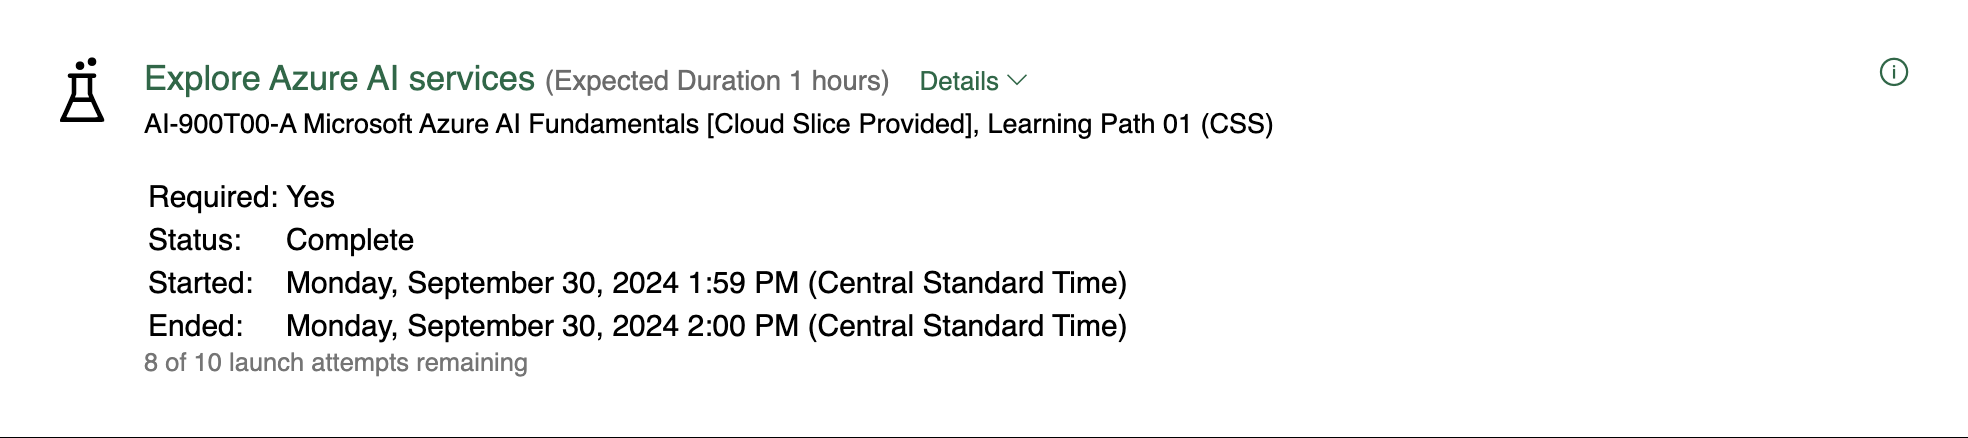 Explore Azure AI services (Expected Duration 1 hours) Details
AI-900T00-A Microsoft Azure AI Fundamentals [Cloud Slice Provided], Learning Path 01 (CSS)
Required: Yes
Status: Complete
Started: Monday, September 30, 2024 1:59 PM (Central Standard Time)
Ended: Monday, September 30, 2024 2:00 PM (Central Standard Time)
8 of 10 launch attempts remaining